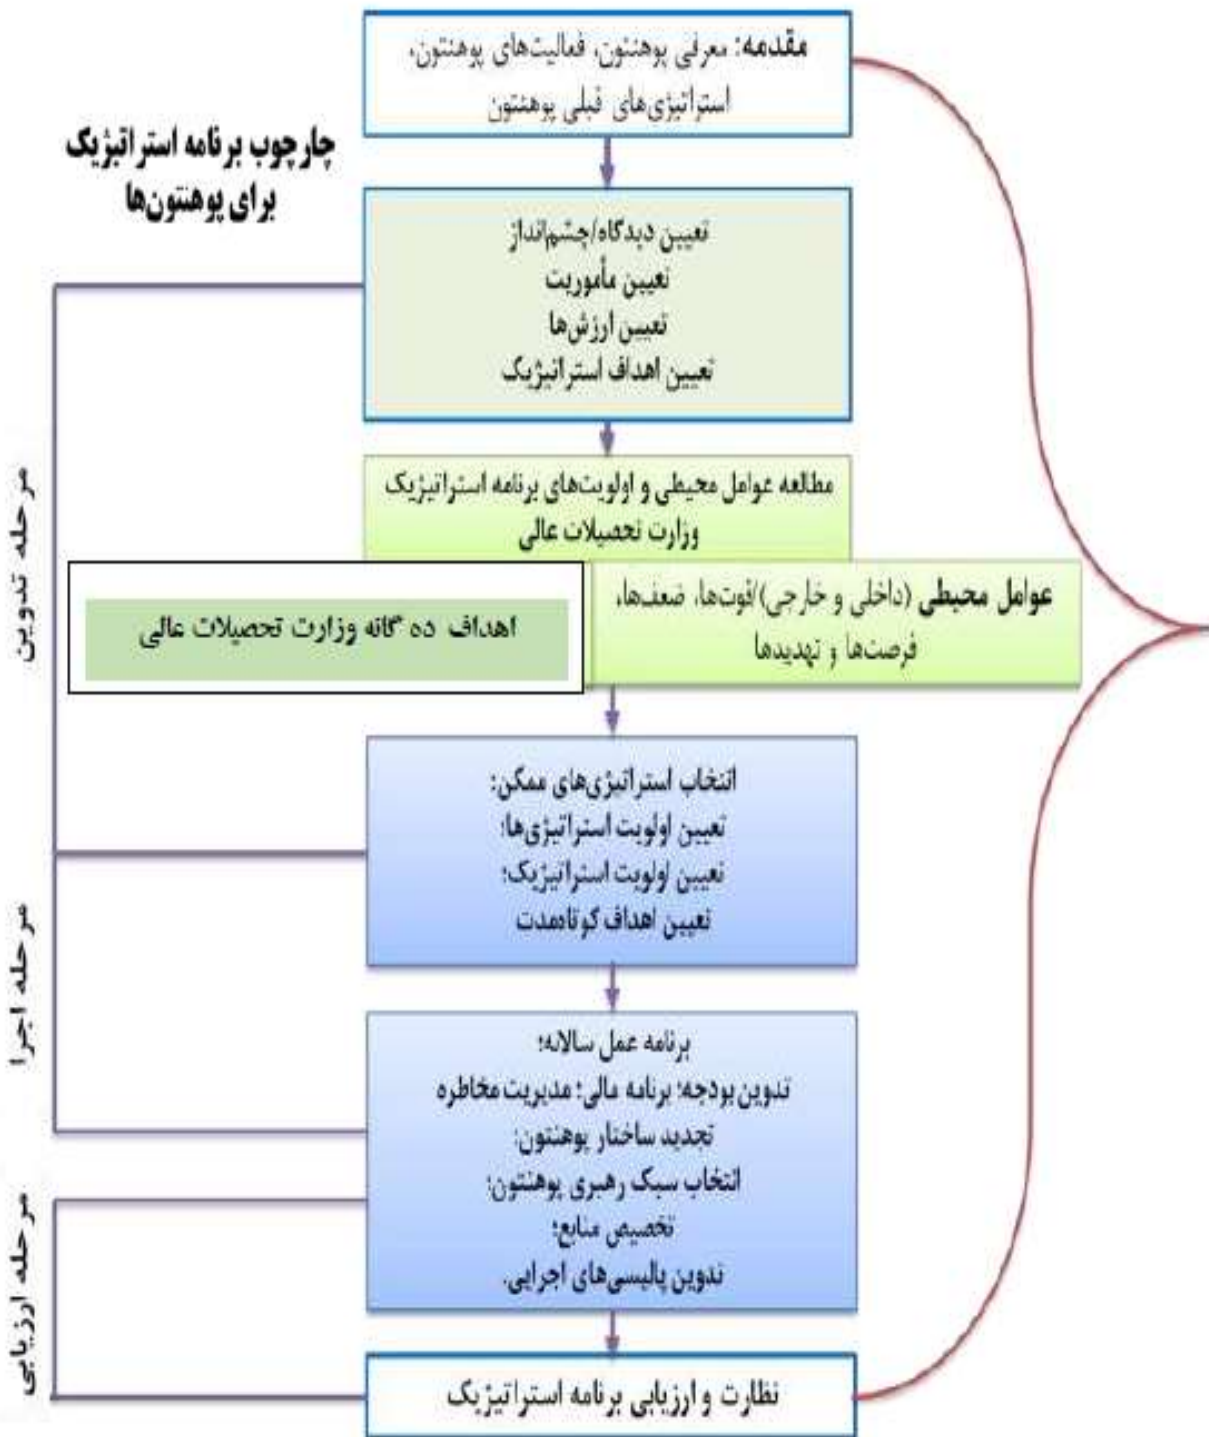 مقدمه: معرفی پوهنتون، فعالیت‌های پوهنتون،
استراتیژی‌های قبلی پوهنتون
چارچوب برنامه استراتیژیک
برای پوهنتون‌ها
تعیین دیدگاه/چشم‌انداز
تعیین مأموریت
تعیین ارزش‌ها
تعیین اهداف استراتیژیک
مطالعه عوامل محیطی و اولویت‌های برنامه استراتیژیک
وزارت تحصیلات عالی
عوامل محیطی (داخلی و خارجی)/قوت‌ها، ضعف‌ها،
فرصت‌ها و تهدیدها
اهداف ده گانه وزارت تحصیلات عالی
انتخاب استراتیژی‌های ممکن؛
تعیین اولویت استراتیژی‌ها؛
تعیین اولویت استراتیژیک؛
تعیین اهداف کوتاه‌مدت
برنامه عمل سالانه؛
تدوین بودجه؛ برنامه مالی؛ مدیریت مخاطره
تجدید ساختار پوهنتون؛
انتخاب سبک رهبری پوهنتون؛
تخصیص منابع؛
تدوین پالیسی‌های اجرایی.
نظارت و ارزیابی برنامه استراتیژیک
مرحله تدوین
مرحله اجرا
مرحله ارزیابی